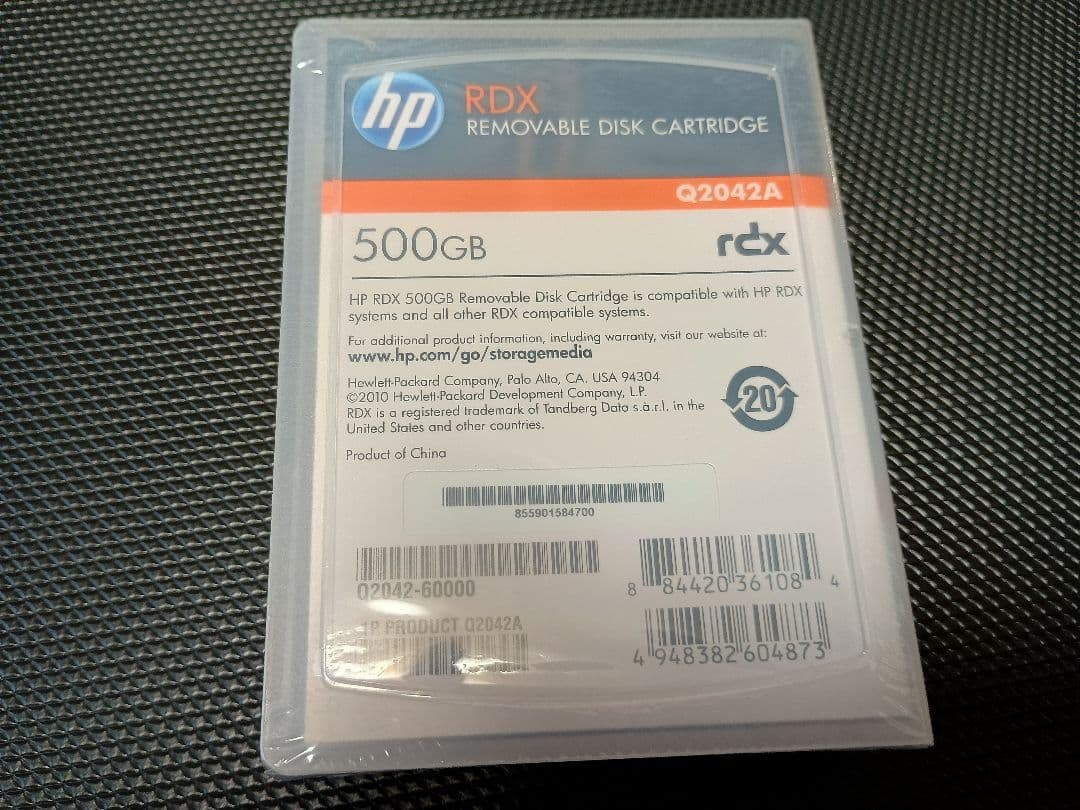 hp
RDX
REMOVABLE DISK CARTRIDGE
Q2042A
500GB
rdx
HP RDX 500GB Removable Disk Cartridge is compatible with HP RDX
systems and all other RDX compatible systems.
For additional product information, including warranty, visit our website at:
www.hp.com/go/storagemedia
Hewlett-Packard Company, Palo Alto, CA. USA 94304
©2010 Hewlett-Packard Development Company, L.P.
RDX is a registered trademark of Tandberg Data s.à.r.l. in the
United States and other countries.
20
Product of China
855901584700
Q2042-60000
8 84420 36108 4
1P PRODUCT Q2042A
4 948382 604873